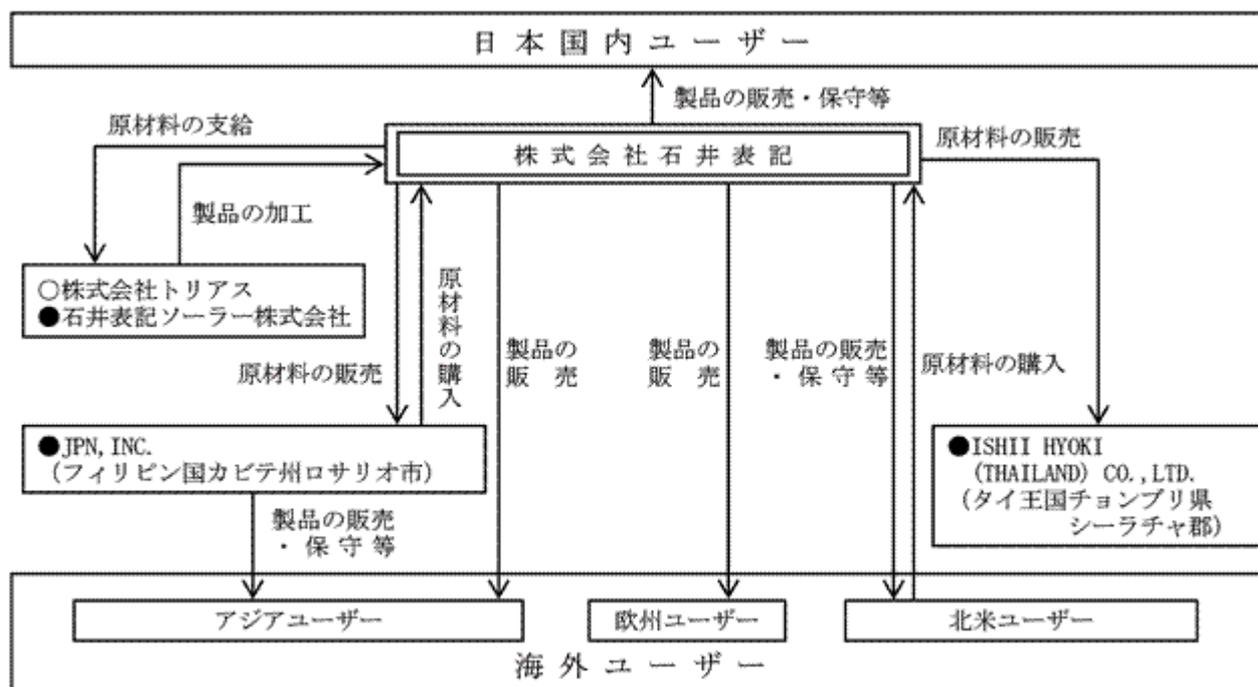 日本国内ユーザー
製品の販売・保守等
原材料の支給
株式会社石井表記
原材料の販売
製品の加工
○株式会社トリアス
●石井表記ソーラー株式会社
原材料の販売
原材料の購入
製品の
販売
製品の
販売
製品の販売
・保守等
原材料の購入
●JPN,INC.
(フィリピン国カビテ州ロサリオ市)
●ISHII HYOKI
(THAILAND) CO.,LTD.
(タイ王国チョンブリ県
シーラチャ郡)
製品の販売
・保守等
アジアユーザー
欧州ユーザー
北米ユーザー
海外ユーザー